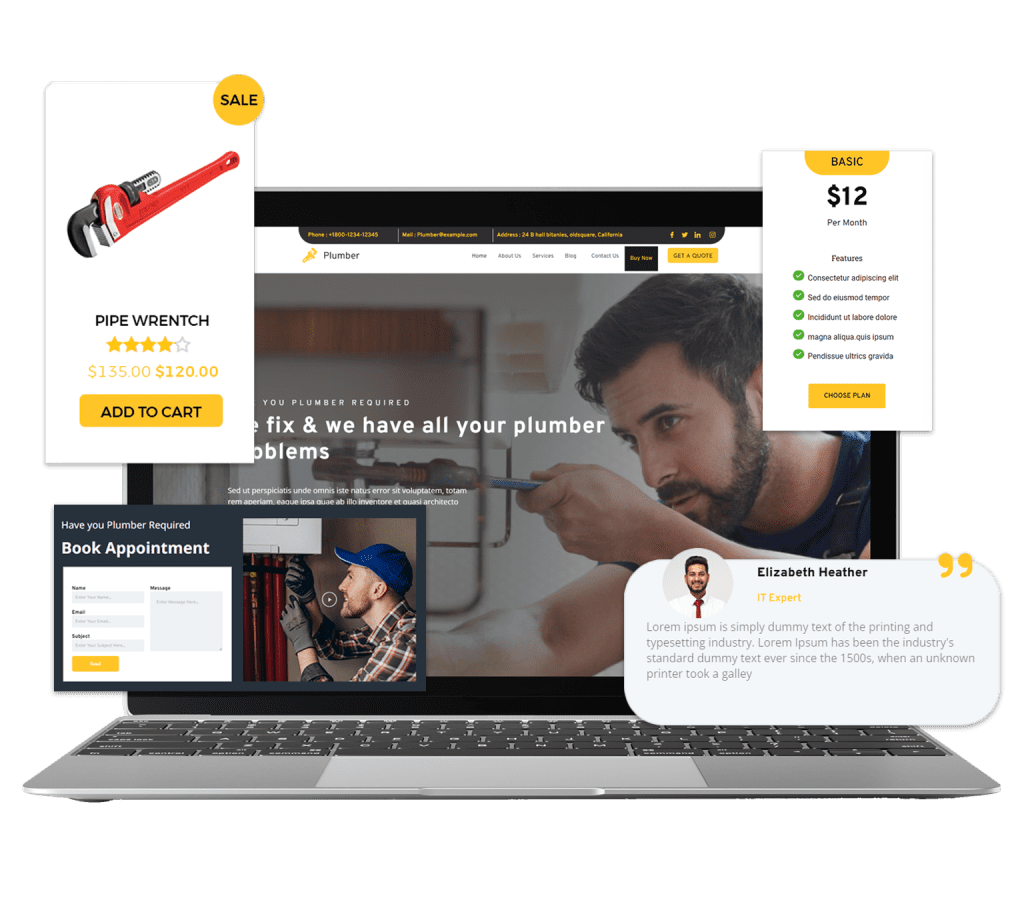 SALE
PIPE WRENTCH
$135.00 $120.00
ADD TO CART
Phone : +1800-1234-12345
Mail : Plumber@example.com
Address : 24 B hall bitanies, oldsquare, California
Plumber
Home
About Us
Services
Blog
Contact Us
Buy Now
GET A QUOTE
YOU PLUMBER REQUIRED
fix & we have all your plumber
oblems
Sed ut perspiciatis unde omnis iste natus error sit voluptatem, totam
rem aperiam, eaque ipsa quae ab illo inventore et quasi architecto
BASIC
$12
Per Month
Features
Consectetur adipiscing elit
Sed do eiusmod tempor
Incididunt ut labore dolore
magna aliqua.quis ipsum
Pendisse ultrics gravida
CHOOSE PLAN
Have you Plumber Required
Book Appointment
Name
Enter Your Name...
Email
Enter Your Email...
Subject
Enter Your Subject Here...
Message
Enter Message Here...
Send
Elizabeth Heather
IT Expert
Lorem ipsum is simply dummy text of the printing and
typesetting industry. Lorem Ipsum has been the industry's
standard dummy text ever since the 1500s, when an unknown
printer took a galley